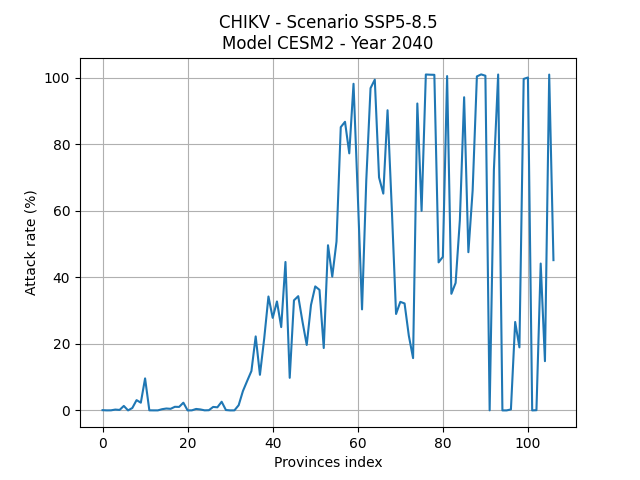 CHIKV - Scenario SSP5-8.5
Model CESM2 - Year 2040
100
80
60
40
20
0
Attack rate (%)
0 20 40 60 80 100
Provinces index